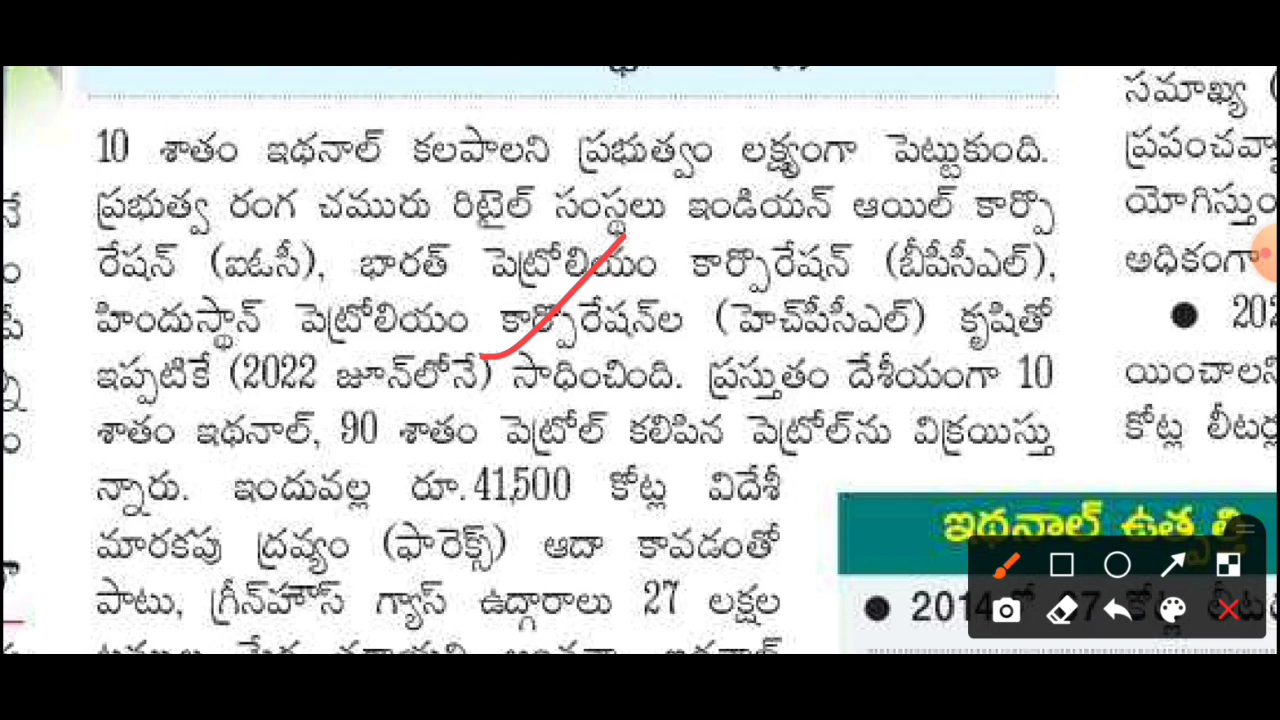 10 శాతం ఇథనాల్ కలపాలని ప్రభుత్వం లక్ష్యంగా పెట్టుకుంది.
ప్రభుత్వ రంగ చమురు రిటైల్ సంస్థలు ఇండియన్ ఆయిల్ కార్పొ
రేషన్ (ఐఓసీ), భారత్ పెట్రోలియం కార్పొరేషన్ (బీపీసీఎల్),
హిందుస్థాన్ పెట్రోలియం కార్పొరేషన్‌ల (హెచ్‌పీసీఎల్) కృషితో
ఇప్పటికే (2022 జూన్‌లోనే) సాధించింది. ప్రస్తుతం దేశీయంగా 10
శాతం ఇథనాల్, 90 శాతం పెట్రోల్ కలిపిన పెట్రోల్‌ను విక్రయిస్తు
న్నారు. ఇందువల్ల రూ.41,500 కోట్ల విదేశీ
మారకపు ద్రవ్యం (ఫారెక్స్) ఆదా కావడంతో
పాటు, గ్రీన్‌హౌస్ గ్యాస్ ఉద్గారాలు 27 లక్షల
సమాఖ్య (
ప్రపంచవ్యా
యోగిస్తుం
అధికంగా
● 202
యించాలని
కోట్ల లీటర్ల
ఇథనాల్ ఉత్పత్తి
● 2014